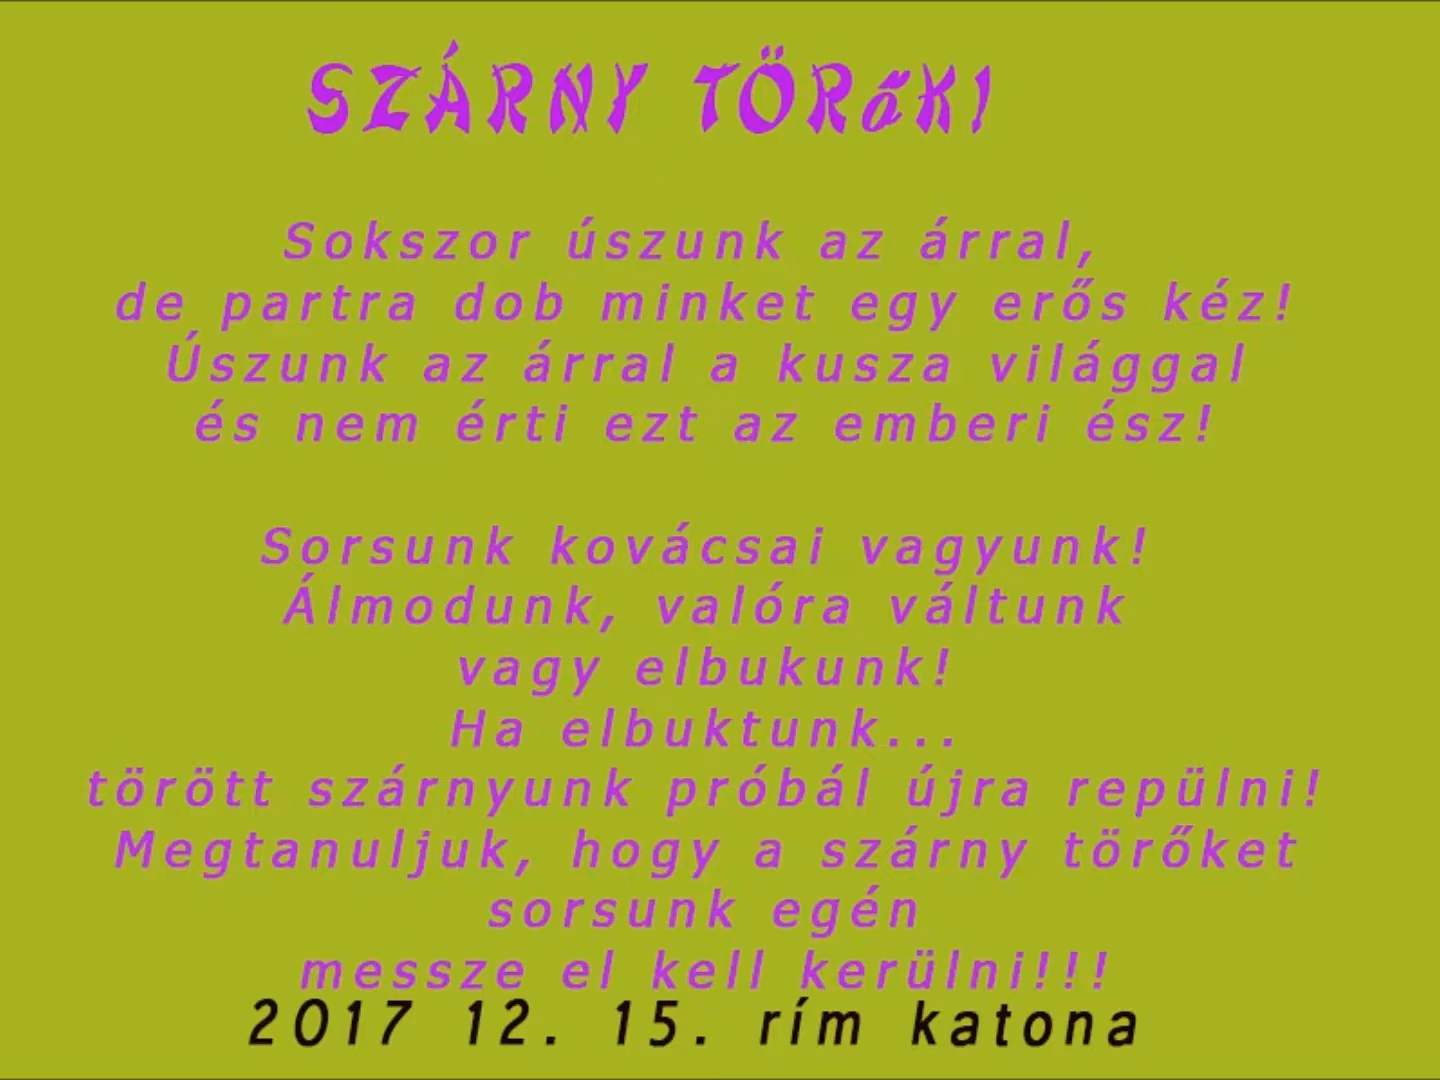 SZÁRNY TÖRőK!
Sokszor úszunk az árral,
de partra dob minket egy erős kéz!
Úszunk az árral a kusza világgal
és nem érti ezt az emberi ész!
Sorsunk kovácsai vagyunk!
Álmodunk, valóra váltunk
vagy elbukunk!
Ha elbuktunk...
törött szárnyunk próbál újra repülni!
Megtanuljuk, hogy a szárny törőket
sorsunk egén
messze el kell kerülni!!!
2017 12. 15. rím katona